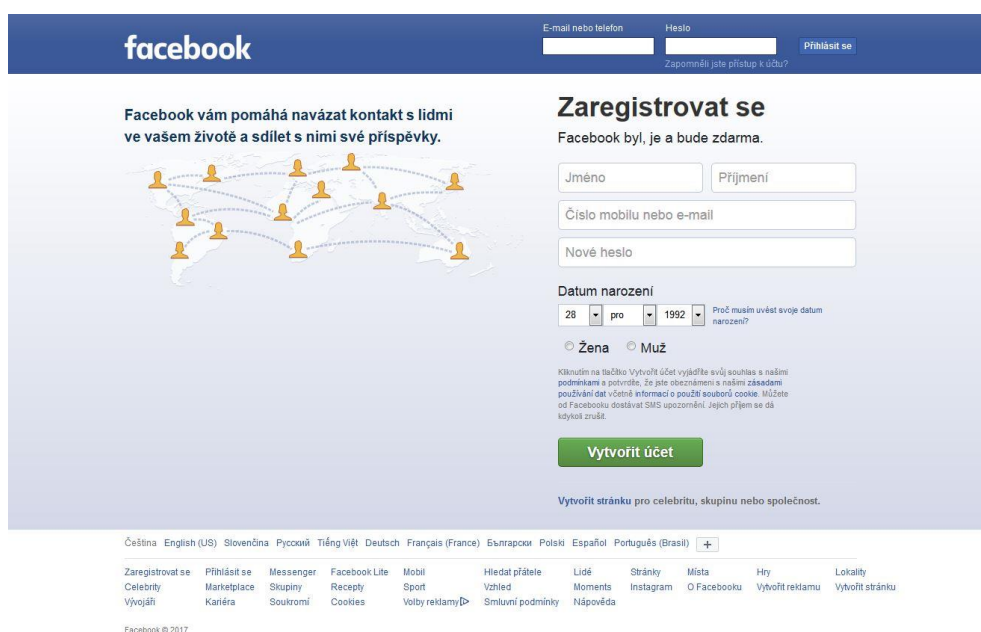 facebook
E-mail nebo telefon
Heslo
Přihlásit se
Zapomněli jste přístup k účtu?
Facebook vám pomáhá navázat kontakt s lidmi
ve vašem životě a sdílet s nimi své příspěvky.
Zaregistrovat se
Facebook byl, je a bude zdarma.
Jméno
Příjmení
Číslo mobilu nebo e-mail
Nové heslo
Datum narození
28 pro 1992
Proč musím uvést svoje datum
narození?
Žena Muž
Kliknutím na tlačítko Vytvořit účet vyjádříte svůj souhlas s našimi
podmínkami a potvrdíte, že jste obeznámeni s našimi zásadami
používání dat včetně informací o použití souborů cookie. Můžete
od Facebooku dostávat SMS upozornění. Jejich příjem se dá
kdykoli zrušit.
Vytvořit účet
Vytvořit stránku pro celebritu, skupinu nebo společnost.
Čeština English (US) Slovenčina Русский Tiếng Việt Deutsch Français (France) Български Polski Español Português (Brasil) +
Zaregistrovat se Přihlásit se Messenger Facebook Lite Mobil Hledat přátele Lidé Stránky Místa Hry Lokality
Celebrity Marketplace Skupiny Recepty Sport Vzhled Moments Instagram O Facebooku Vytvořit reklamu Vytvořit stránku
Vývojáři Kariéra Soukromí Cookies Volby reklamy Smluvní podmínky Nápověda
Facebook © 2017